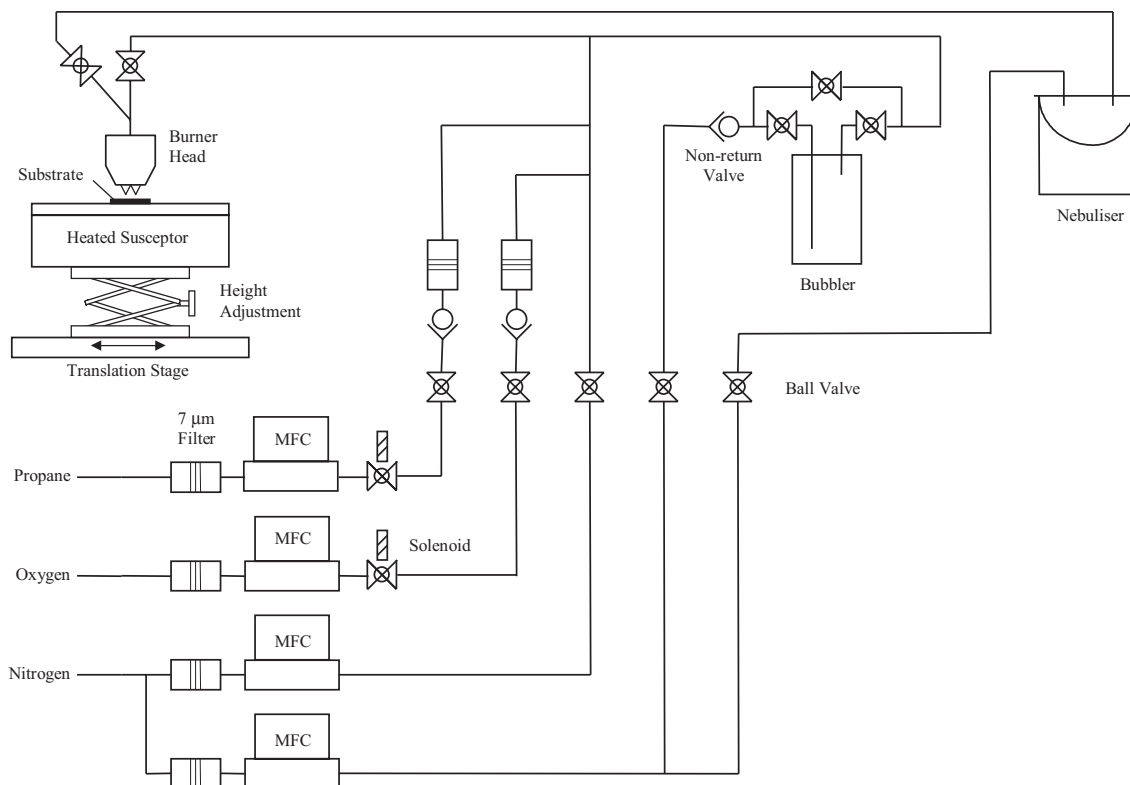 Burner
Head
Substrate
Heated Susceptor
Height
Adjustment
Translation Stage
Non-return
Valve
Bubbler
Nebuliser
Ball Valve
7 μm
Filter
MFC
Propane
MFC
Solenoid
Oxygen
MFC
Nitrogen
MFC